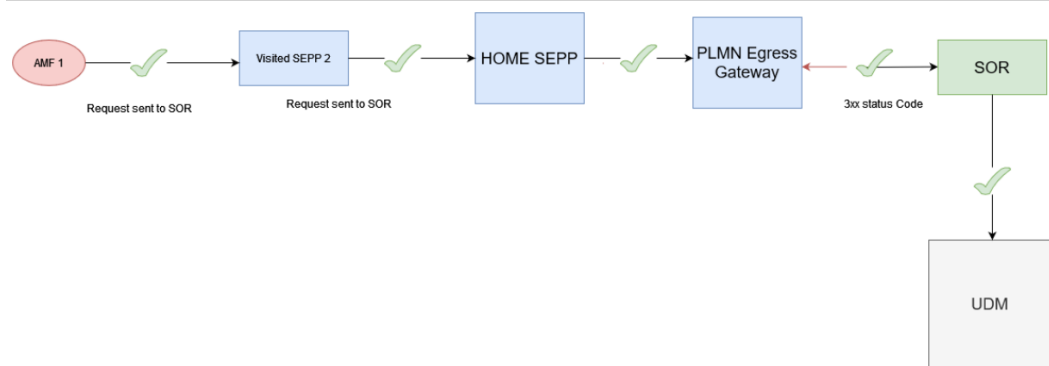 AMF 1
Visited SEPP 2
HOME SEPP
PLMN Egress
Gateway
SOR
Request sent to SOR
Request sent to SOR
3xx status Code
UDM